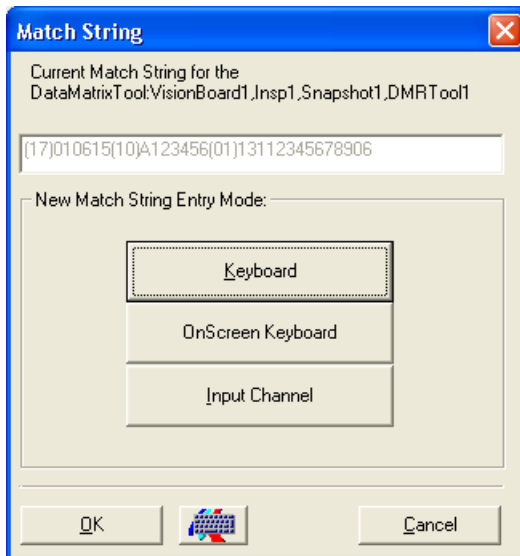 Match String
Current Match String for the
DataMatrixTool:VisionBoard1,Insp1,Snapshot1,DMRTool1
(17)010615(10)A123456(01)13112345678906
New Match String Entry Mode:
Keyboard
OnScreen Keyboard
Input Channel
OK
Cancel